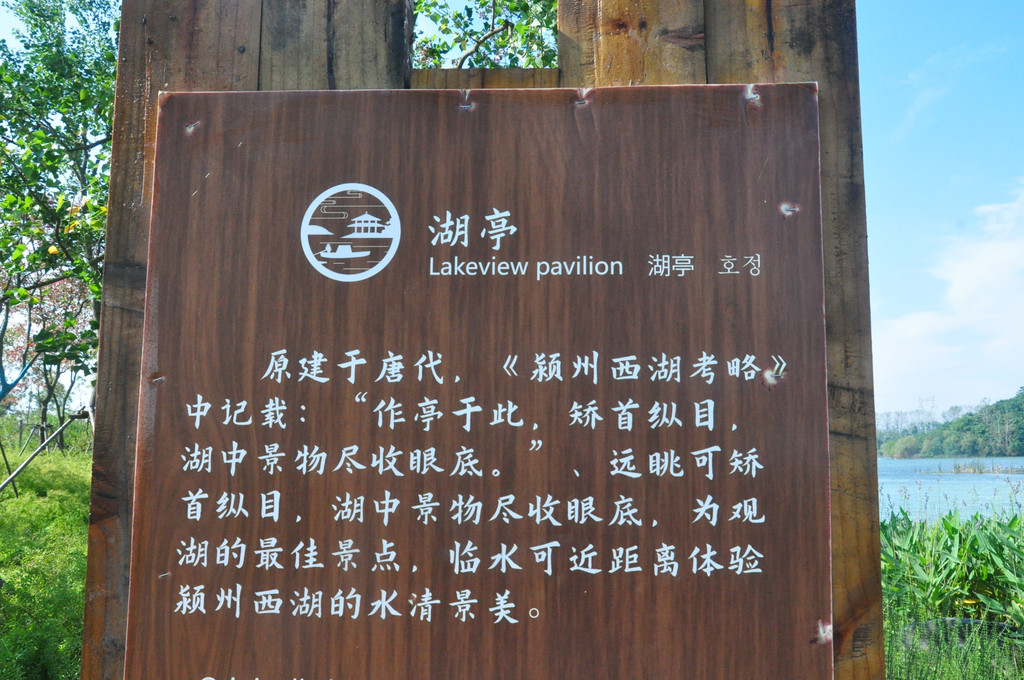 湖亭
Lakeview pavilion 湖亭 호정
原建于唐代，《颍州西湖考略》
中记载：“作亭于此，矫首纵目，
湖中景物尽收眼底。”、远眺可矫
首纵目，湖中景物尽收眼底，为观
湖的最佳景点，临水可近距离体验
颍州西湖的水清景美。